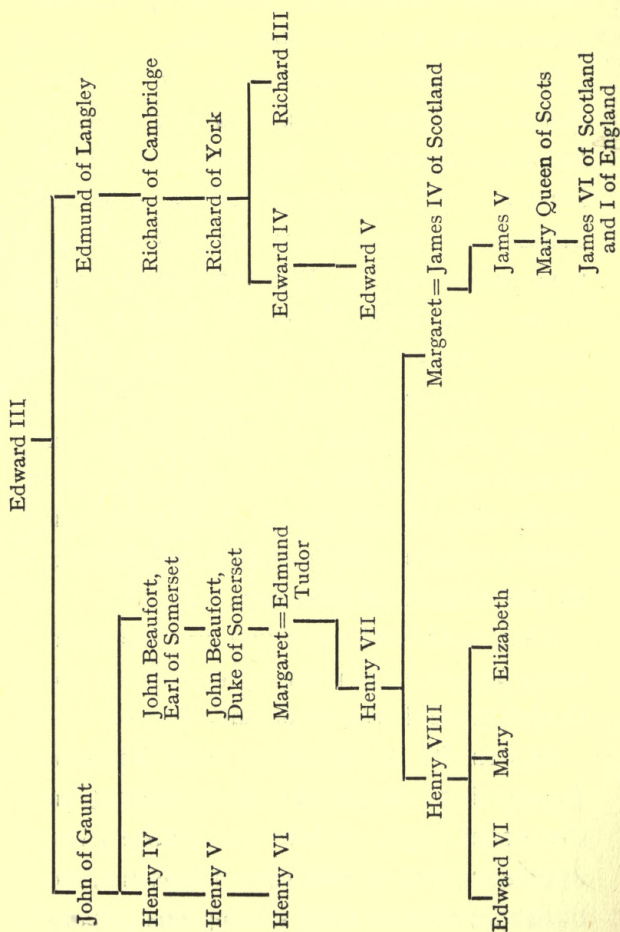 Edward III
John of Gaunt
Edmund of Langley
Henry IV
John Beaufort,
Earl of Somerset
Richard of Cambridge
Henry V
John Beaufort,
Duke of Somerset
Richard of York
Henry VI
Margaret=Edmund
Tudor
Edward IV
Richard III
Henry VII
Edward V
Henry VIII
Margaret=James IV of Scotland
Edward VI
Mary
Elizabeth
James V
Mary Queen of Scots
James VI of Scotland
and I of England